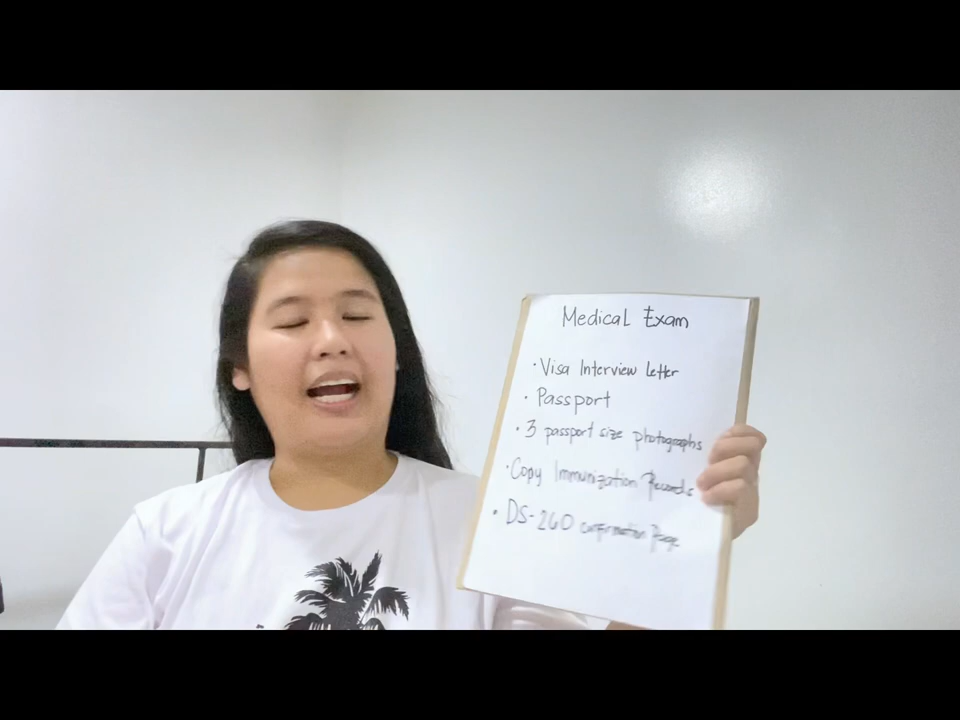 Medical Exam
· Visa Interview Letter
· Passport
· 3 passport size photographs
· Copy Immunization Records
· DS-260 confirmation Page